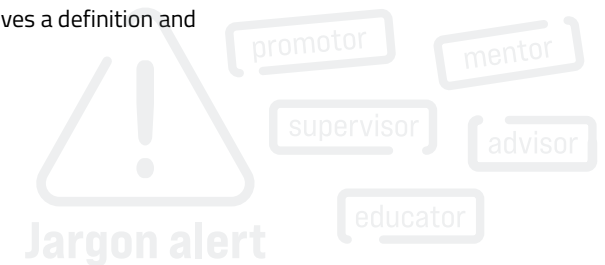 ves a definition and
promotor
mentor
supervisor
advisor
educator
Jargon alert